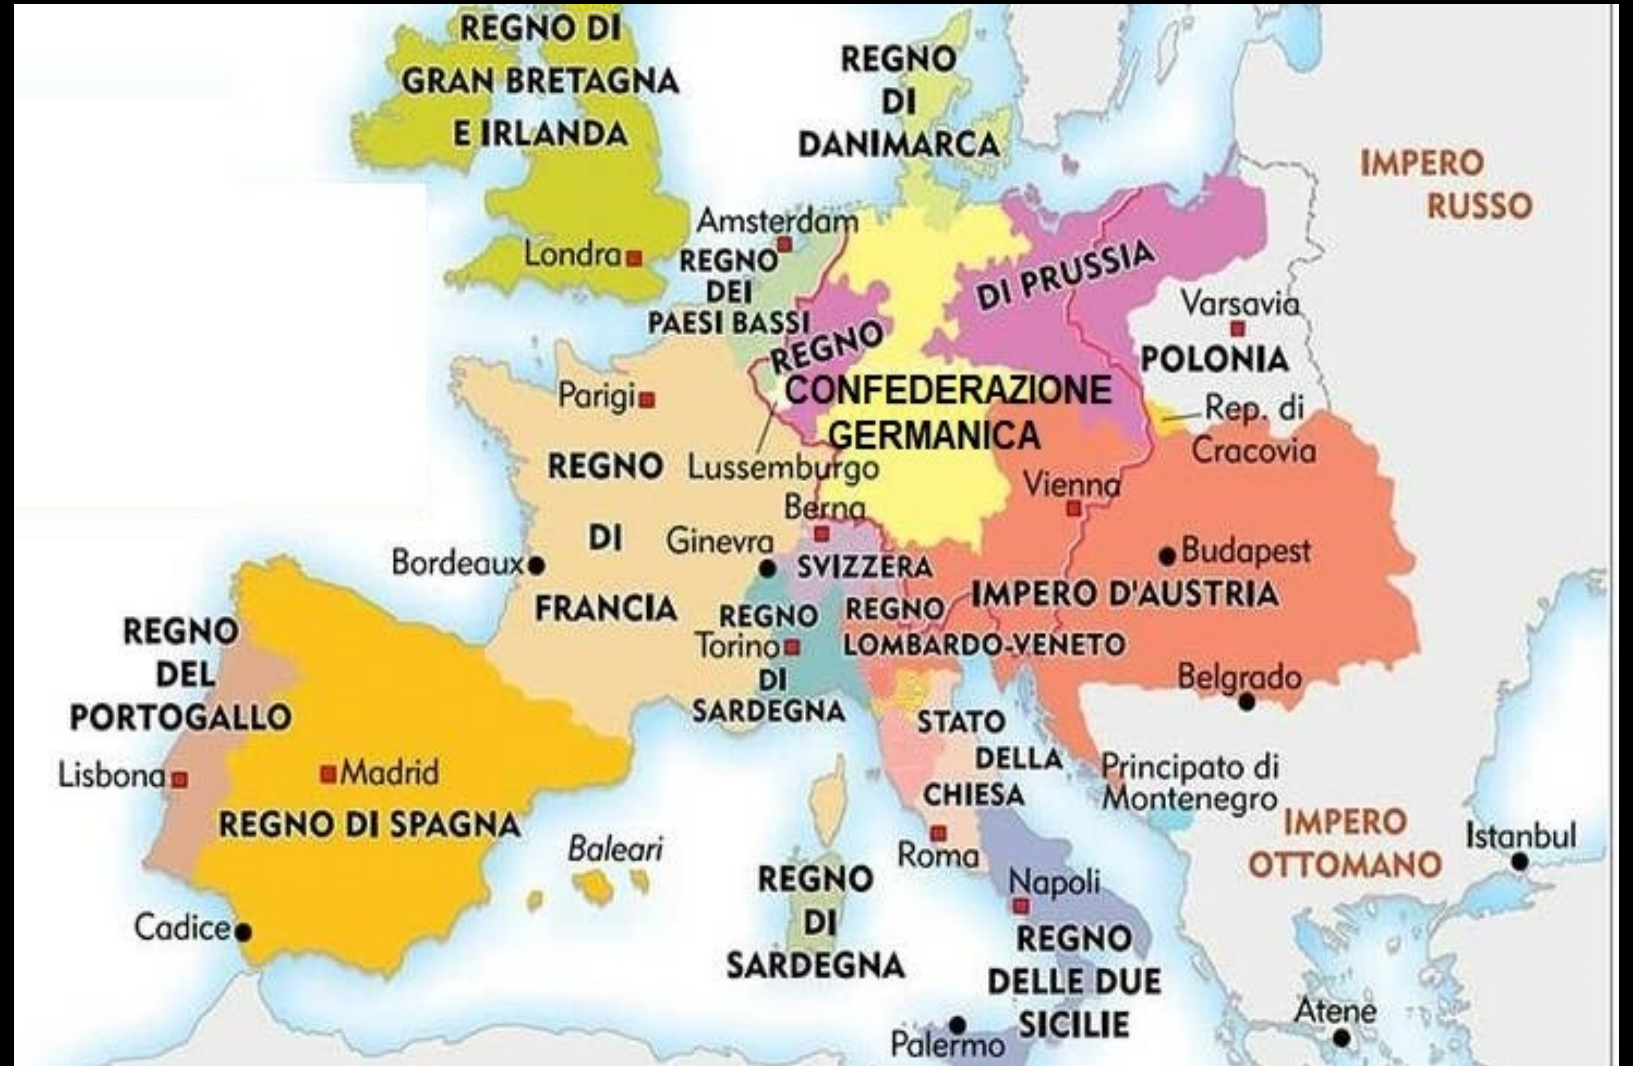 REGNO DI
GRAN BRETAGNA
E IRLANDA
Londra
REGNO
DI
DANIMARCA
IMPERO
RUSSO
Amsterdam
REGNO
DEI
PAESI BASSI
REGNO
DI PRUSSIA
Varsavia
POLONIA
Rep. di
Cracovia
CONFEDERAZIONE
GERMANICA
Parigi
Lussemburgo
REGNO
DI
FRANCIA
Bordeaux
Ginevra
Berna
SVIZZERA
Vienna
Budapest
IMPERO D'AUSTRIA
REGNO
LOMBARDO-VENETO
REGNO
Torino
DI
SARDEGNA
Belgrado
STATO
DELLA
CHIESA
Roma
Principato di
Montenegro
IMPERO
OTTOMANO
Istanbul
REGNO
DEL
PORTOGALLO
Lisbona
Madrid
REGNO DI SPAGNA
Baleari
Cadice
REGNO
DI
SARDEGNA
Napoli
REGNO
DELLE DUE
SICILIE
Palermo
Atene